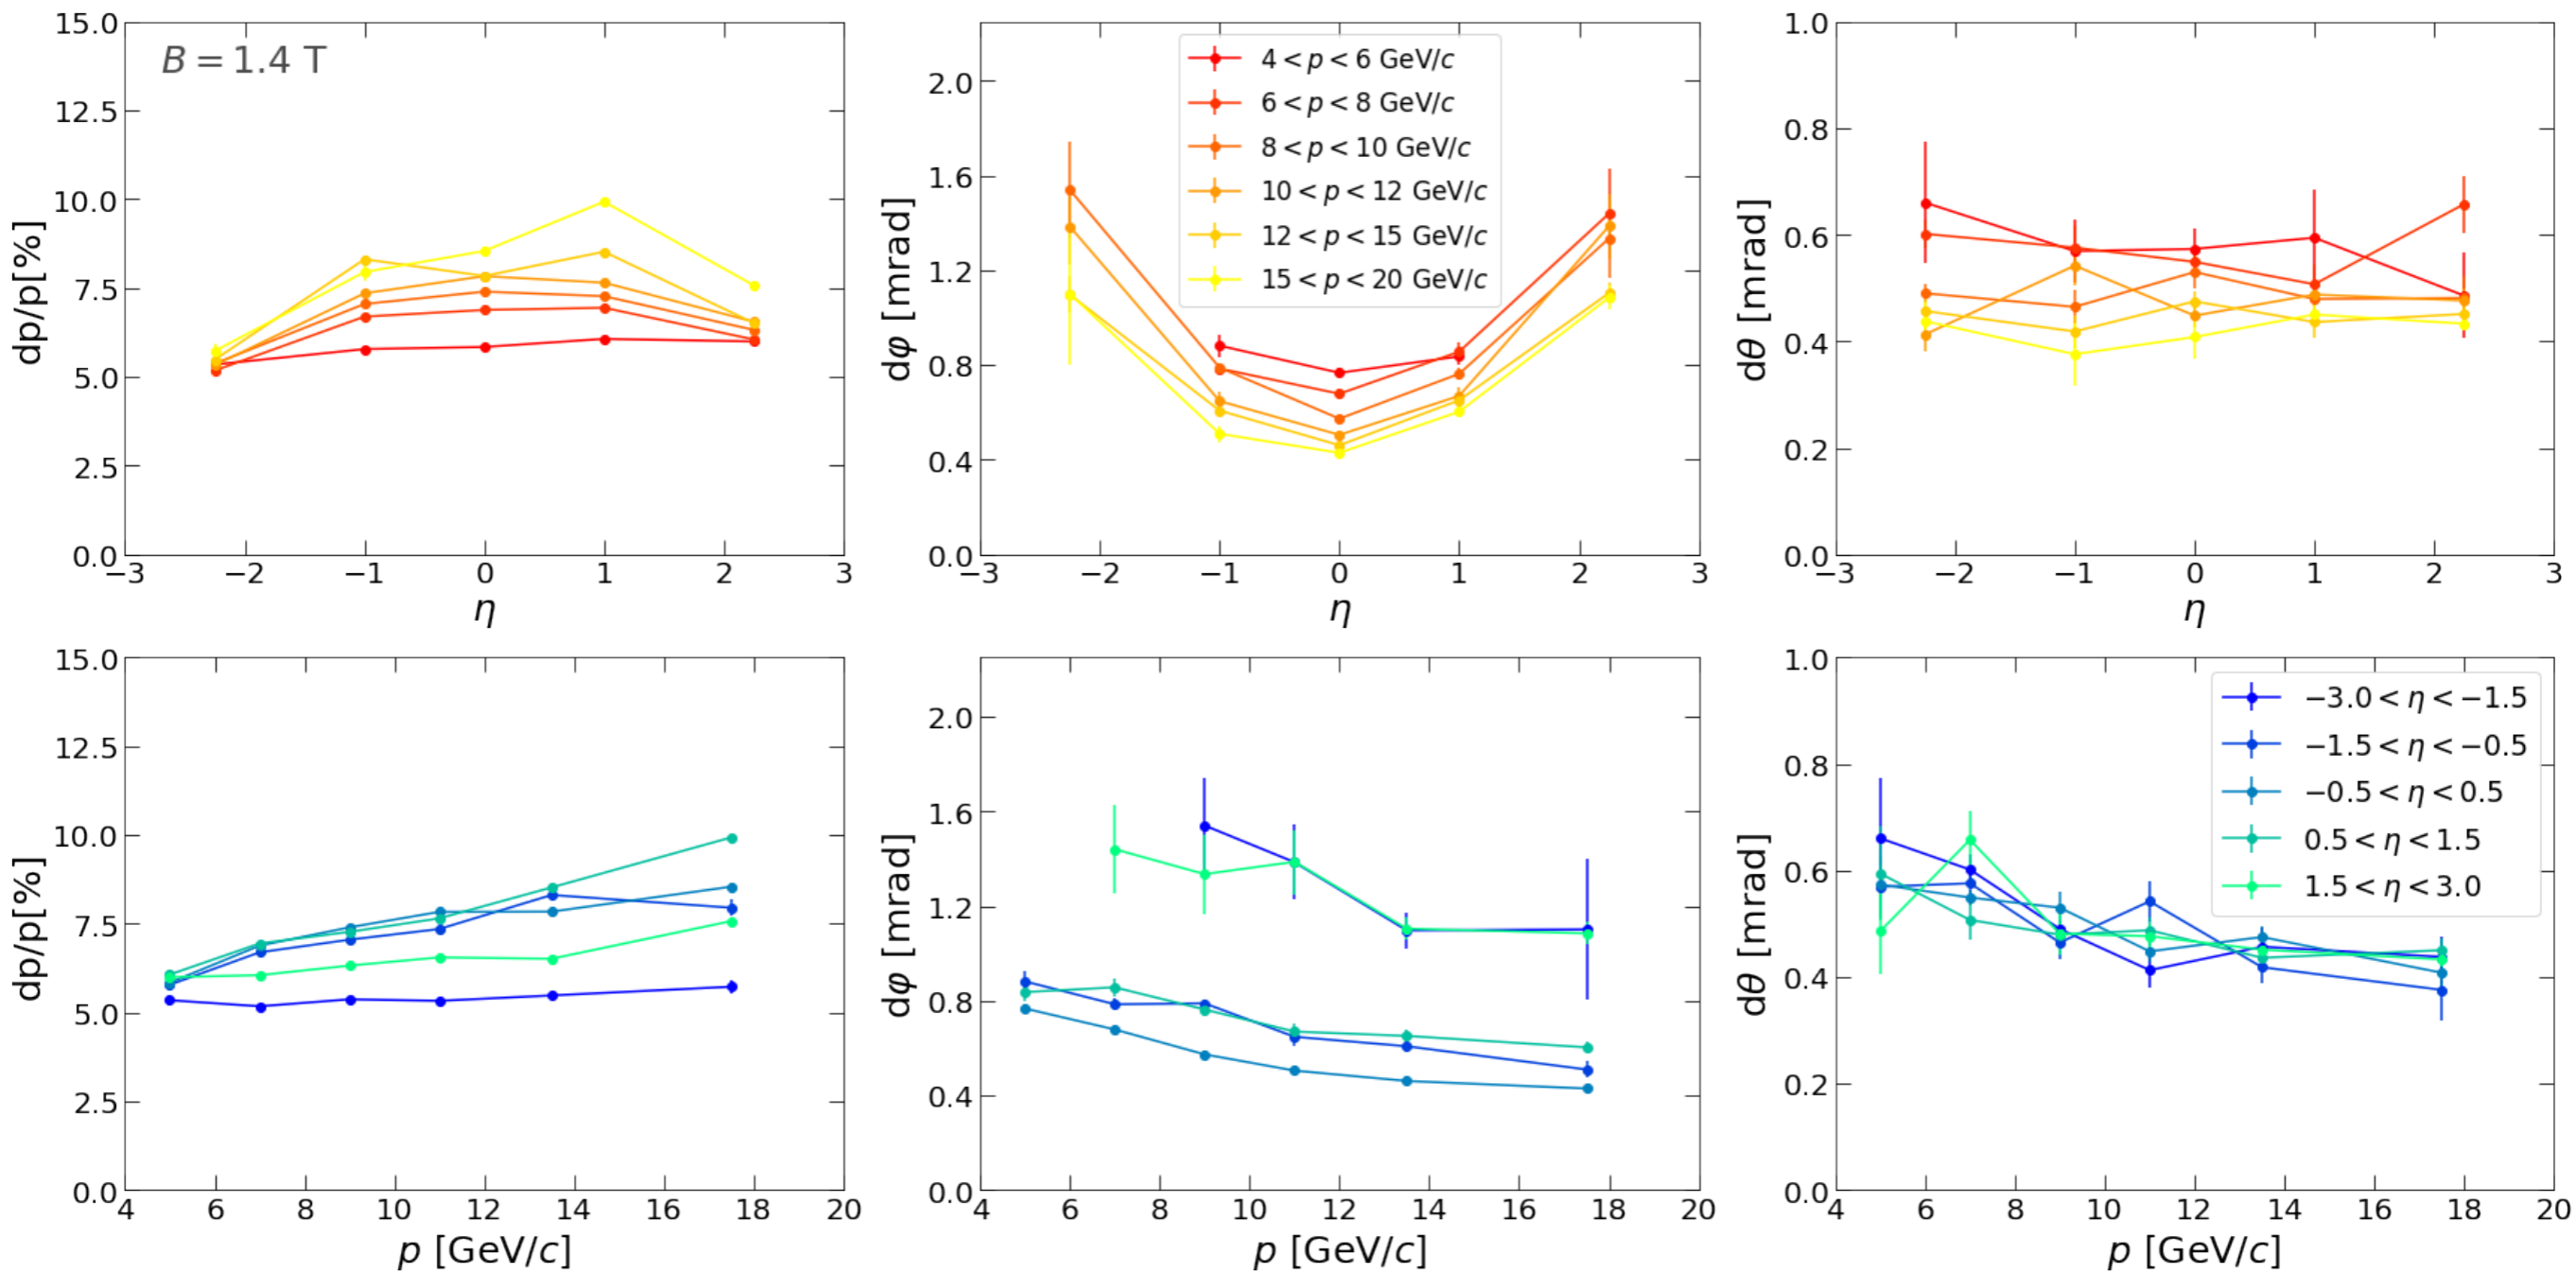 15.0
12.5
10.0
7.5
5.0
2.5
0.0
dp/p[%]
B = 1.4 T
−3 −2 −1 0 1 2 3
η
2.0
1.6
1.2
0.8
0.4
0.0
dφ [mrad]
4 < p < 6 GeV/c
6 < p < 8 GeV/c
8 < p < 10 GeV/c
10 < p < 12 GeV/c
12 < p < 15 GeV/c
15 < p < 20 GeV/c
−3 −2 −1 0 1 2 3
η
1.0
0.8
0.6
0.4
0.2
0.0
dθ [mrad]
−3 −2 −1 0 1 2 3
η
15.0
12.5
10.0
7.5
5.0
2.5
0.0
dp/p[%]
4 6 8 10 12 14 16 18 20
p [GeV/c]
2.0
1.6
1.2
0.8
0.4
0.0
dφ [mrad]
4 6 8 10 12 14 16 18 20
p [GeV/c]
1.0
0.8
0.6
0.4
0.2
0.0
dθ [mrad]
−3.0 < η < −1.5
−1.5 < η < −0.5
−0.5 < η < 0.5
0.5 < η < 1.5
1.5 < η < 3.0
4 6 8 10 12 14 16 18 20
p [GeV/c]